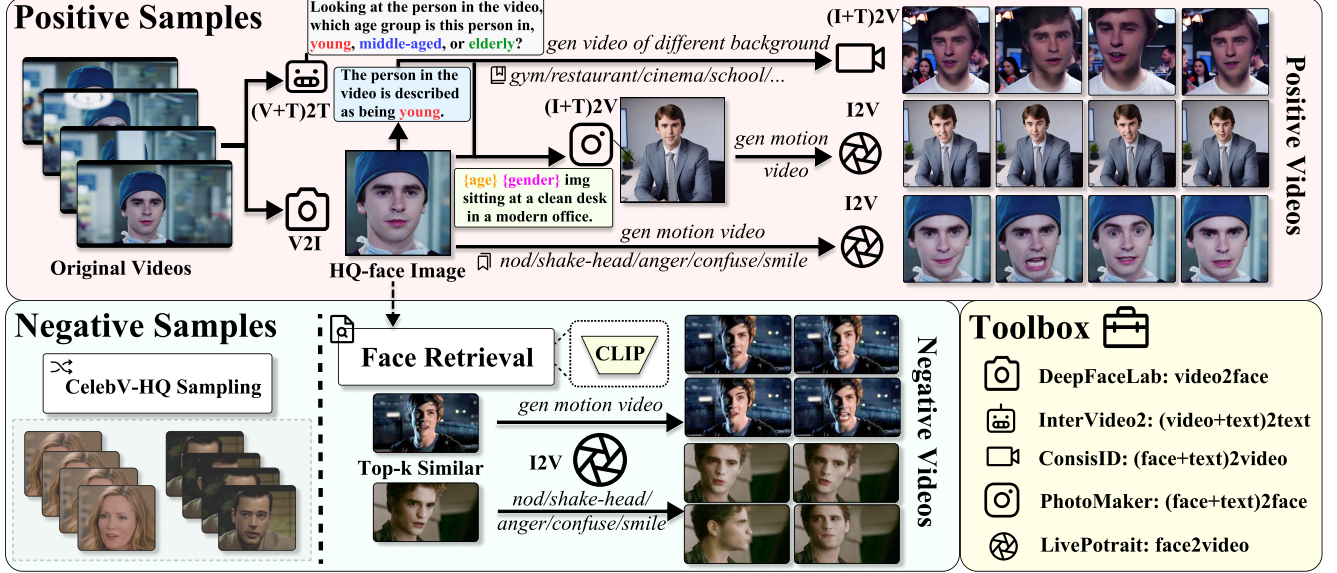 Positive Samples
Looking at the person in the video,
which age group is this person in,
young, middle-aged, or elderly?
(V+T)2T
The person in the
video is described
as being young.
gen video of different background
gym/restaurant/cinema/school/...
(I+T)2V
(I+T)2V
gen motion
video
I2V
{age} {gender} img
sitting at a clean desk
in a modern office.
V2I
gen motion video
nod/shake-head/anger/confuse/smile
I2V
Original Videos
HQ-face Image
Positive Videos
Negative Samples
CelebV-HQ Sampling
Face Retrieval
CLIP
gen motion video
Top-k Similar
I2V
nod/shake-head/
anger/confuse/smile
Negative Videos
Toolbox
DeepFaceLab: video2face
InterVideo2: (video+text)2text
ConsisID: (face+text)2video
PhotoMaker: (face+text)2face
LivePotrait: face2video